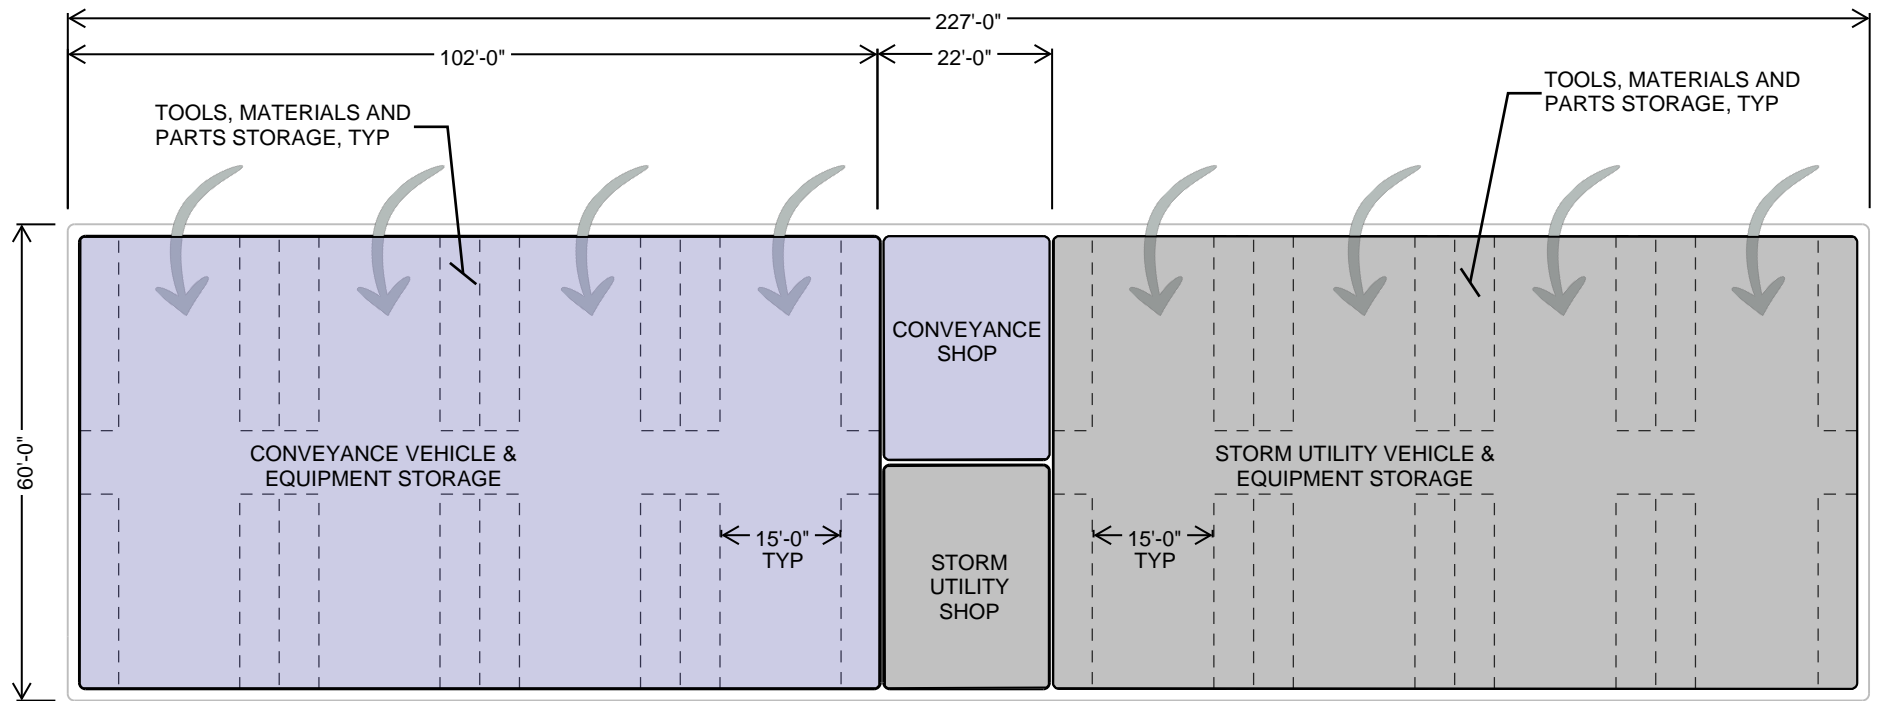 227'-0"
102'-0"
22'-0"
TOOLS, MATERIALS AND
PARTS STORAGE, TYP
TOOLS, MATERIALS AND
PARTS STORAGE, TYP
60'-0"
CONVEYANCE VEHICLE &
EQUIPMENT STORAGE
CONVEYANCE
SHOP
STORM UTILITY VEHICLE &
EQUIPMENT STORAGE
15'-0"
TYP
STORM
UTILITY
SHOP
15'-0"
TYP